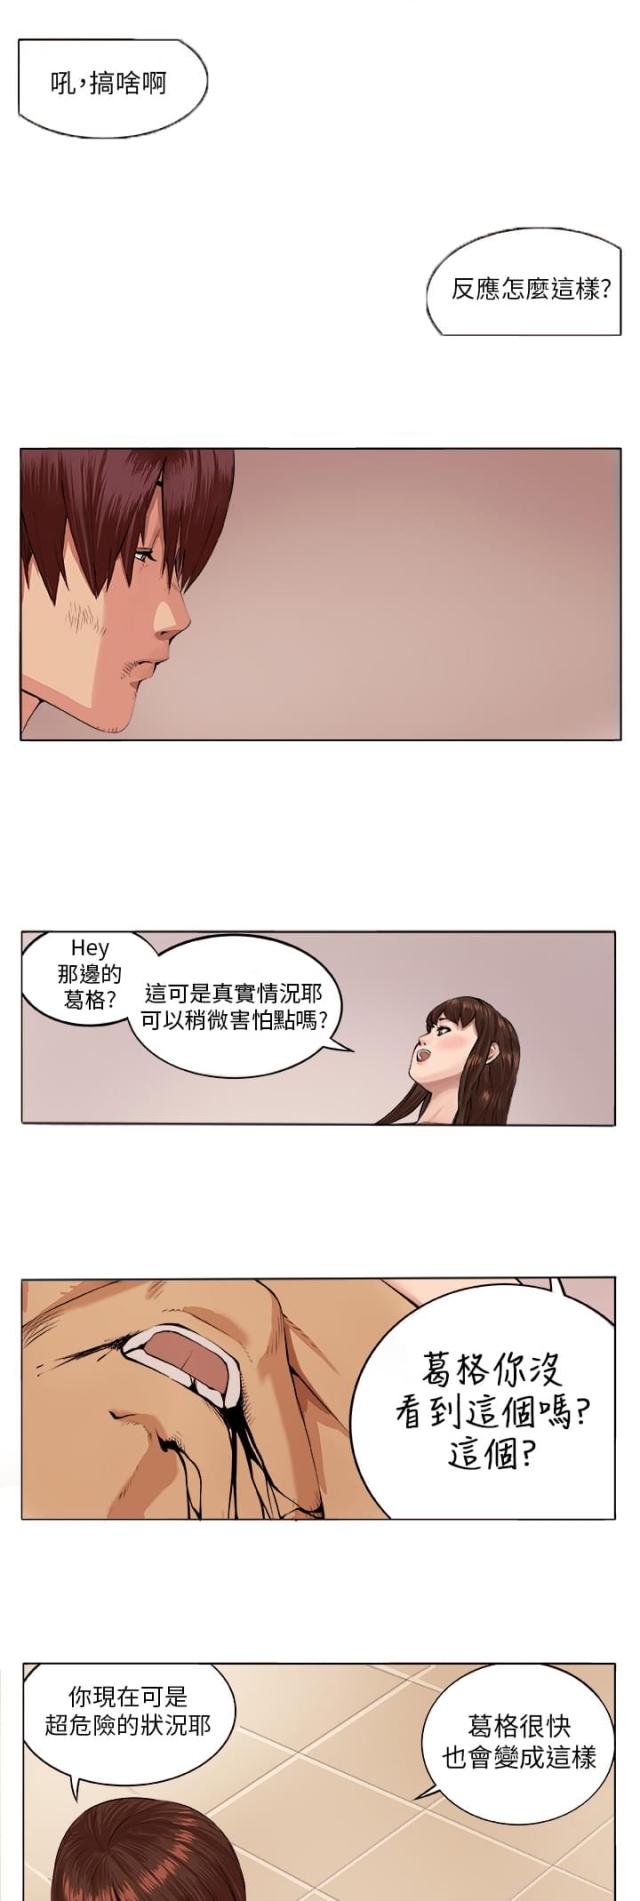 吼,搞啥啊
反應怎麼這樣?
Hey
那邊的
葛格?
這可是真實情況耶
可以稍微害怕點嗎?
葛格你沒
看到這個嗎?
這個?
你現在可是
超危險的狀況耶
葛格很快
也會變成這樣